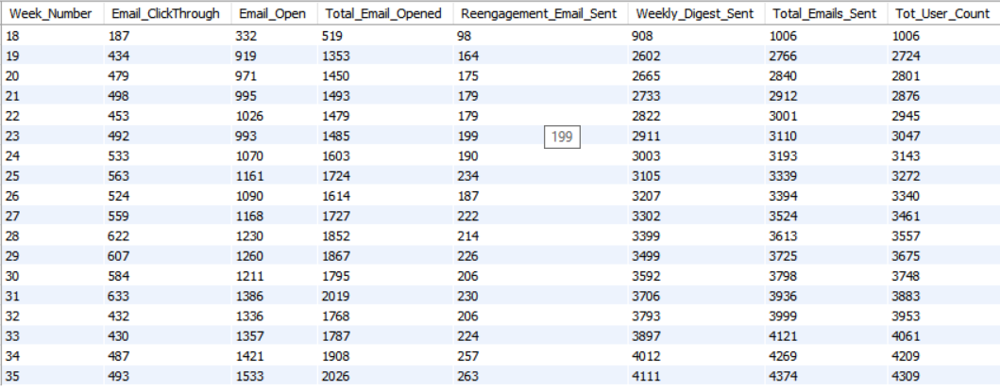 Week_Number Email_ClickThrough Email_Open Total_Email_Opened Reengagement_Email_Sent Weekly_Digest_Sent Total_Emails_Sent Tot_User_Count
18 187 332 519 98 908 1006 1006
19 434 919 1353 164 2602 2766 2724
20 479 971 1450 175 2665 2840 2801
21 498 995 1493 179 2733 2912 2876
22 453 1026 1479 179 2822 3001 2945
23 492 993 1485 199 199 2911 3110 3047
24 533 1070 1603 190 3003 3193 3143
25 563 1161 1724 234 3105 3339 3272
26 524 1090 1614 187 3207 3394 3340
27 559 1168 1727 222 3302 3524 3461
28 622 1230 1852 214 3399 3613 3557
29 607 1260 1867 226 3499 3725 3675
30 584 1211 1795 206 3592 3798 3748
31 633 1386 2019 230 3706 3936 3883
32 432 1336 1768 206 3793 3999 3953
33 430 1357 1787 224 3897 4121 4061
34 487 1421 1908 257 4012 4269 4209
35 493 1533 2026 263 4111 4374 4309